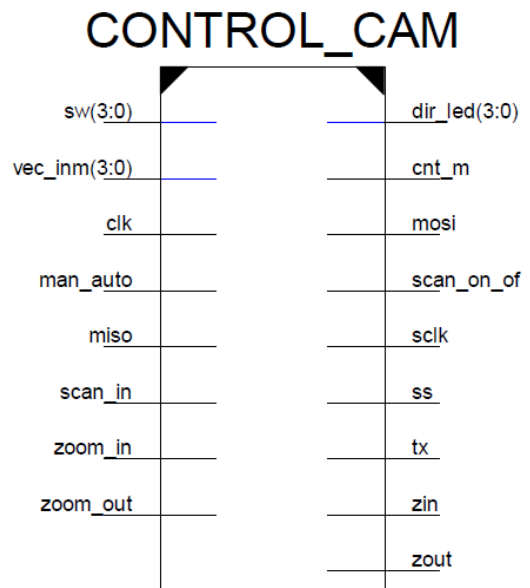 CONTROL_CAM
sw(3:0)
dir_led(3:0)
vec_inm(3:0)
cnt_m
clk
mosi
man_auto
scan_on_of
miso
sclk
scan_in
ss
zoom_in
tx
zoom_out
zin
zout